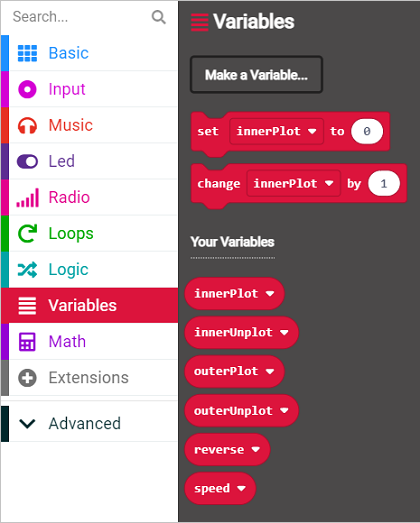 Search...
Basic
Input
Music
Led
Radio
Loops
Logic
Variables
Math
Extensions
Advanced
Variables
Make a Variable...
set innerPlot to 0
change innerPlot by 1
Your Variables
innerPlot
innerUnplot
outerPlot
outerUnplot
reverse
speed